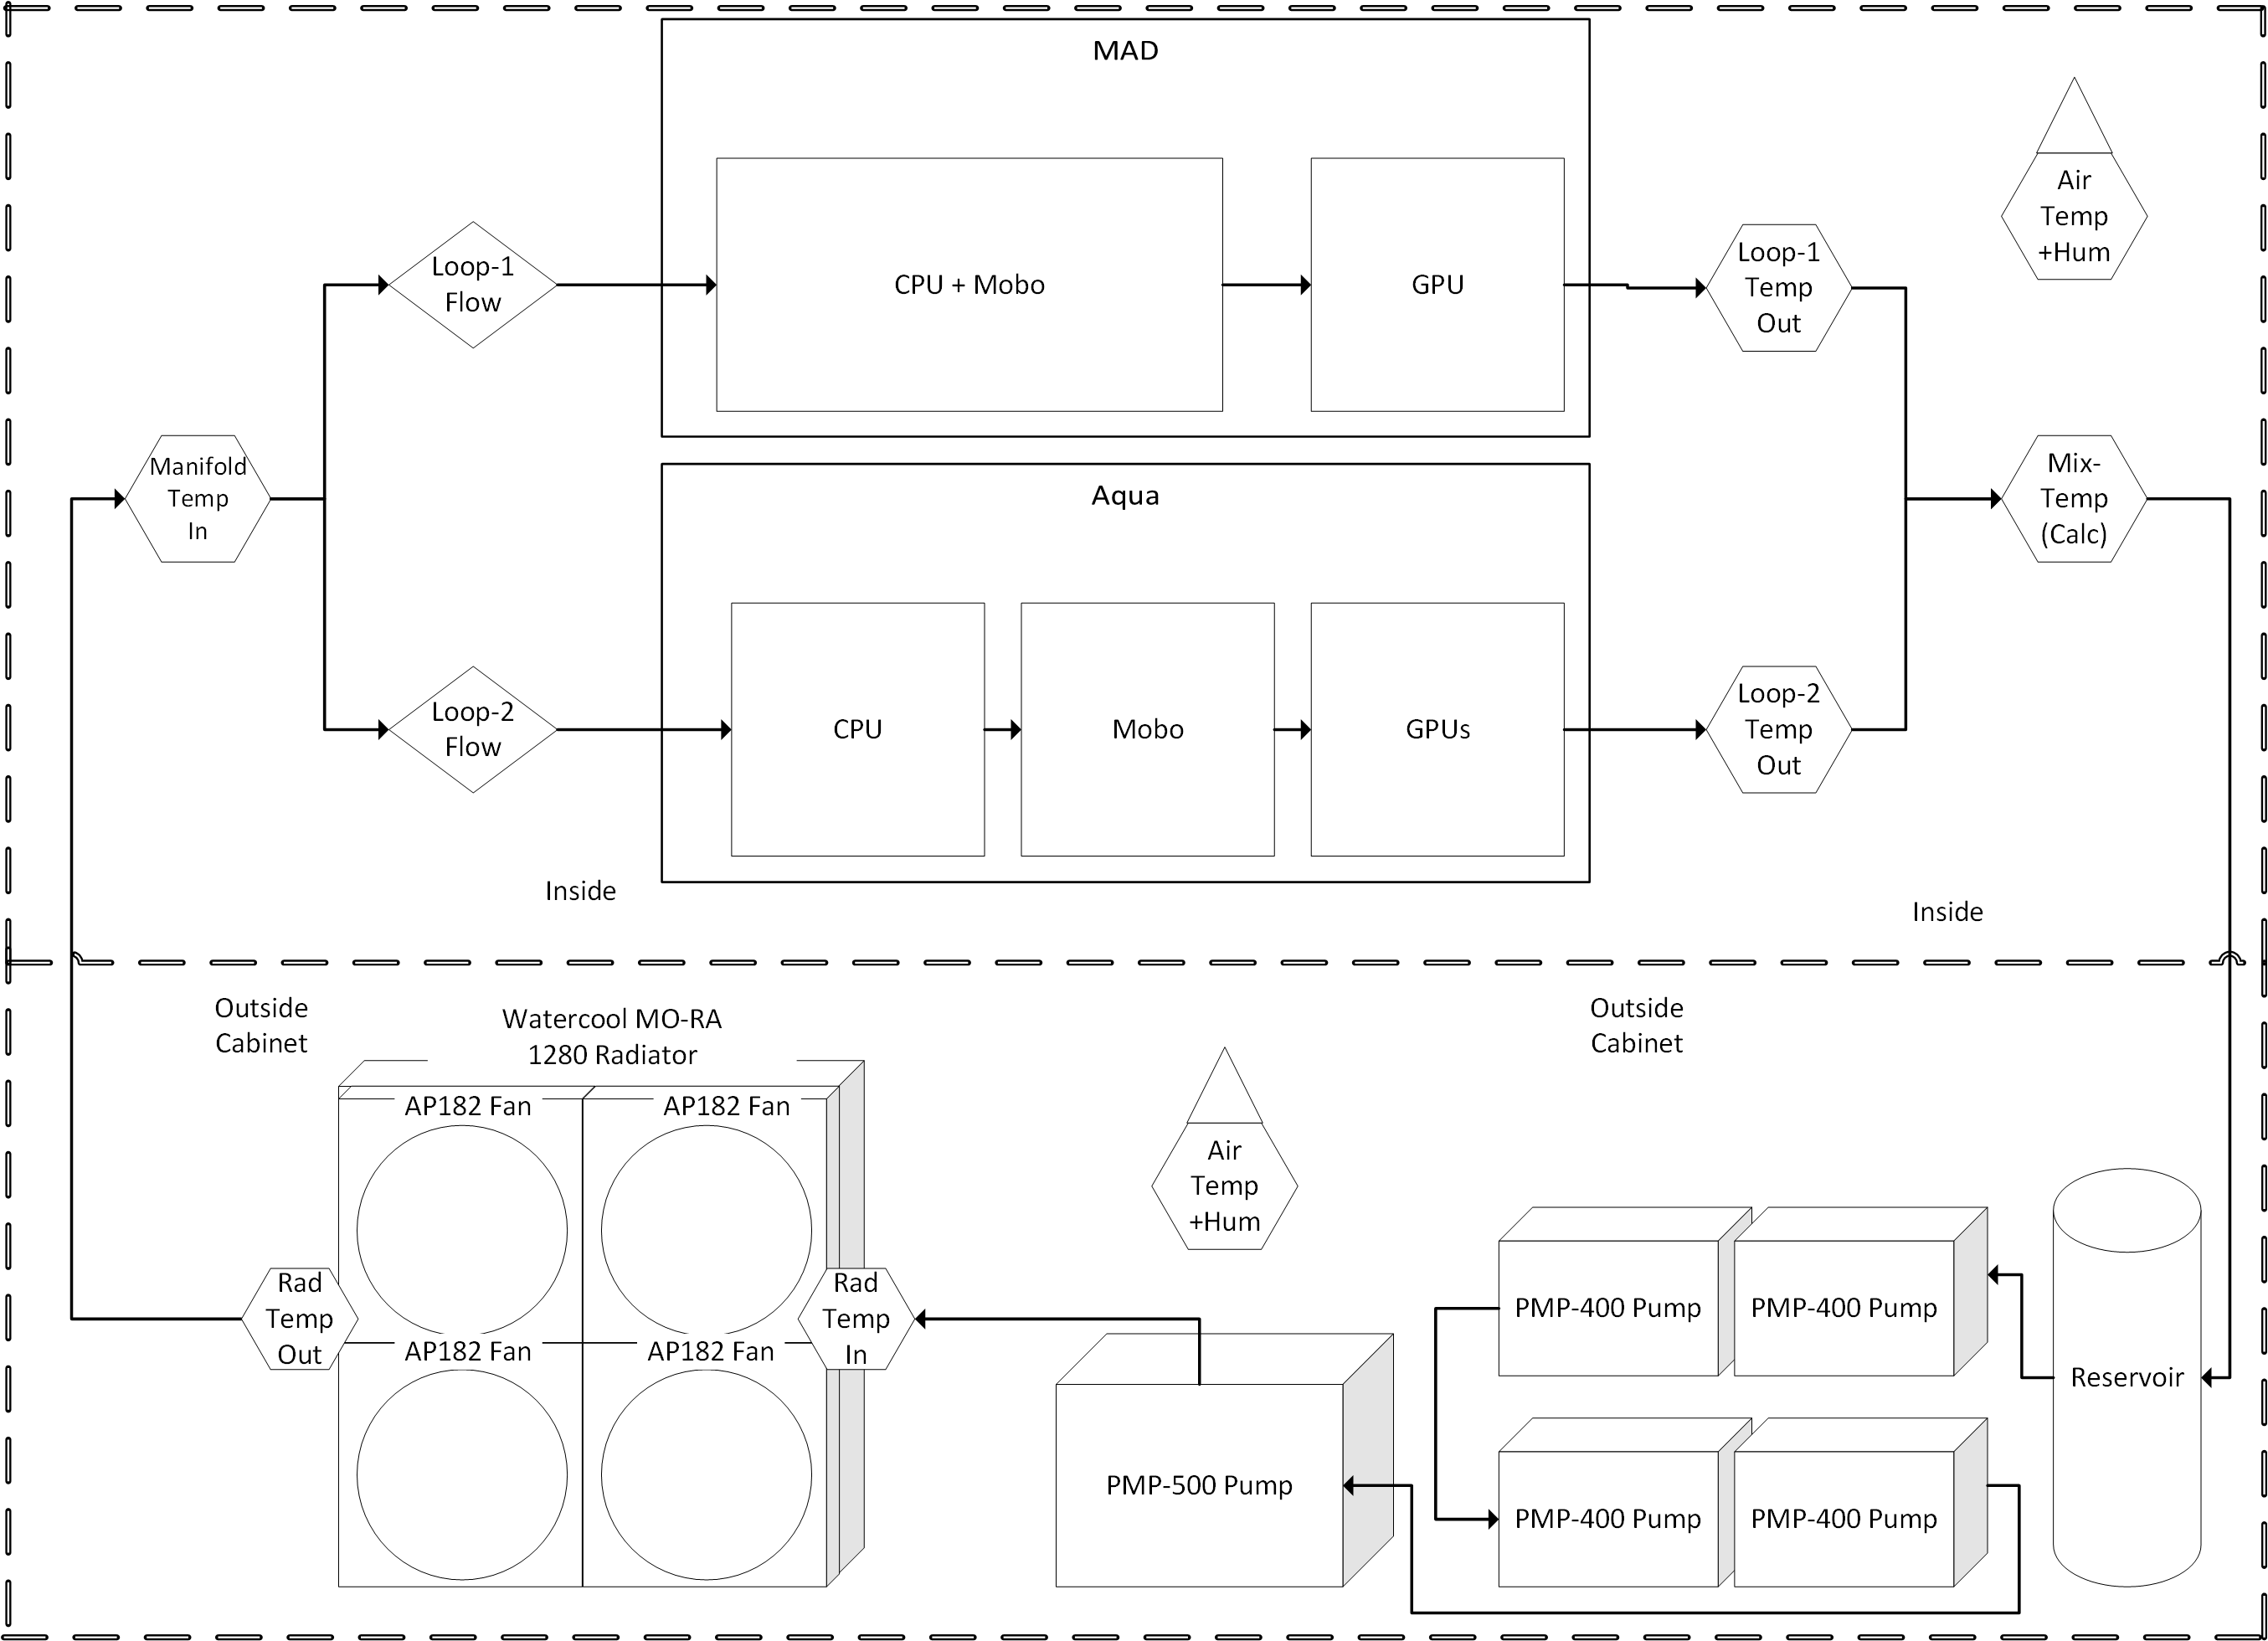 MAD
Air
Temp
+Hum
Loop-1
Flow
CPU + Mobo
GPU
Loop-1
Temp
Out
Manifold
Temp
In
Aqua
Mix-
Temp
(Calc)
Loop-2
Flow
CPU
Mobo
GPUs
Loop-2
Temp
Out
Inside
Inside
Outside
Cabinet
Watercool MO-RA
1280 Radiator
Outside
Cabinet
AP182 Fan
AP182 Fan
Air
Temp
+Hum
Rad
Temp
Out
Rad
Temp
In
AP182 Fan
AP182 Fan
PMP-400 Pump
PMP-400 Pump
Reservoir
PMP-500 Pump
PMP-400 Pump
PMP-400 Pump